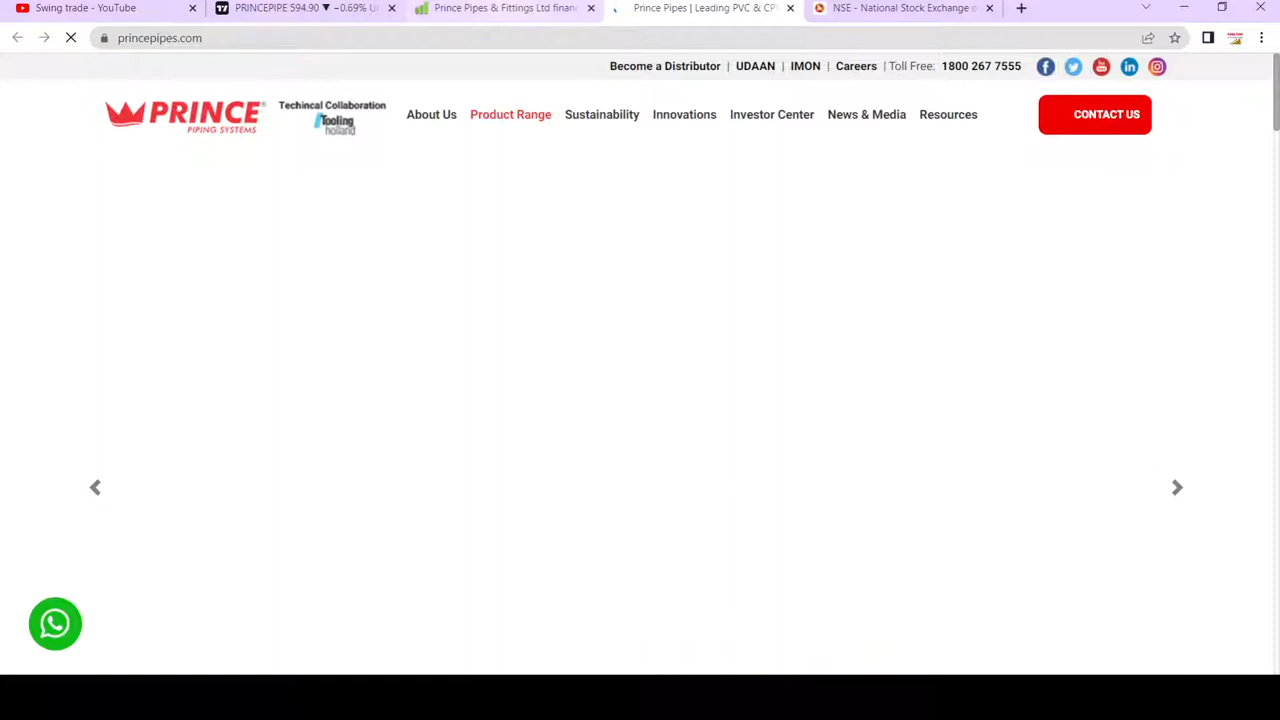 Swing trade - YouTube
PRINCEPIPE 594.90 ▼ −0.69% U
Prince Pipes & Fittings Ltd financ
Prince Pipes | Leading PVC & CP
NSE - National Stock Exchange o
princepipes.com
Become a Distributor | UDAAN | IMON | Careers | Toll Free: 1800 267 7555
PRINCE®
PIPING SYSTEMS
Techincal Collaboration
Tooling
holland
About Us Product Range Sustainability Innovations Investor Center News & Media Resources
CONTACT US